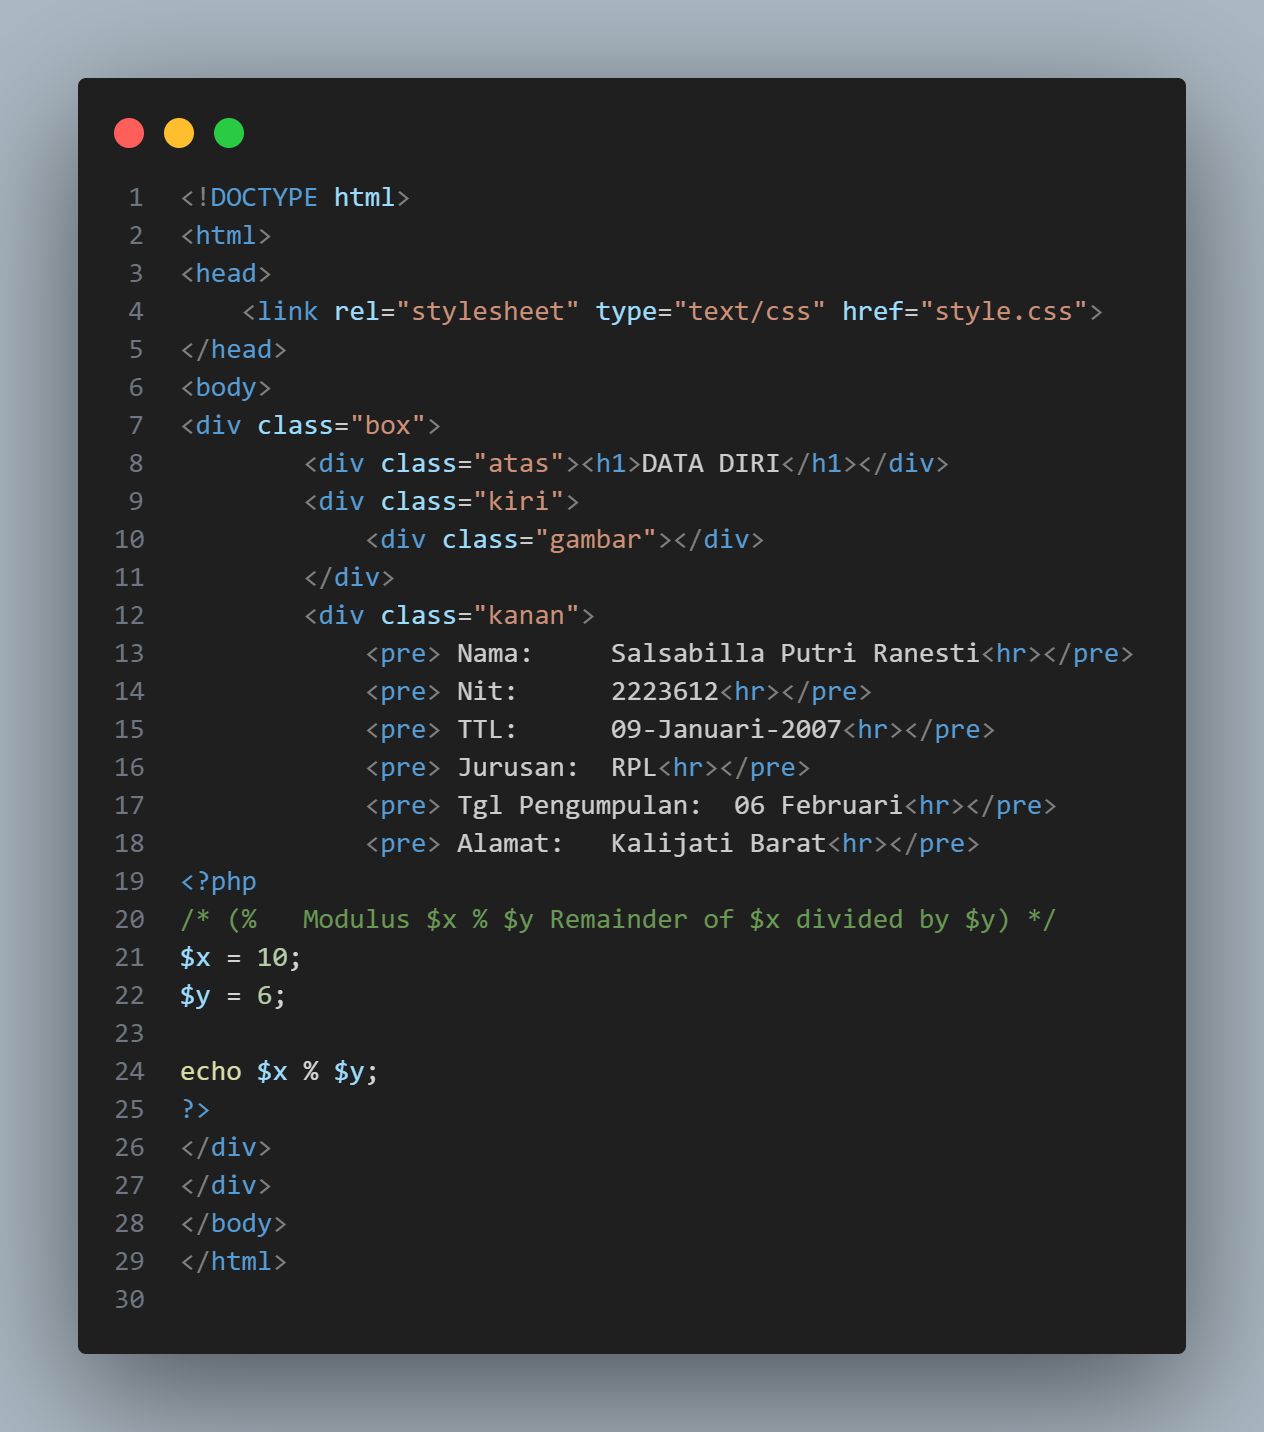 1 <!DOCTYPE html>
2 <html>
3 <head>
4     <link rel="stylesheet" type="text/css" href="style.css">
5 </head>
6 <body>
7 <div class="box">
8         <div class="atas"><h1>DATA DIRI</h1></div>
9         <div class="kiri">
10             <div class="gambar"></div>
11         </div>
12         <div class="kanan">
13             <pre> Nama:     Salsabilla Putri Ranesti<hr></pre>
14             <pre> Nit:      2223612<hr></pre>
15             <pre> TTL:      09-Januari-2007<hr></pre>
16             <pre> Jurusan:  RPL<hr></pre>
17             <pre> Tgl Pengumpulan:  06 Februari<hr></pre>
18             <pre> Alamat:   Kalijati Barat<hr></pre>
19 <?php
20 /* (%   Modulus $x % $y Remainder of $x divided by $y) */
21 $x = 10;
22 $y = 6;
23
24 echo $x % $y;
25 ?>
26 </div>
27 </div>
28 </body>
29 </html>
30